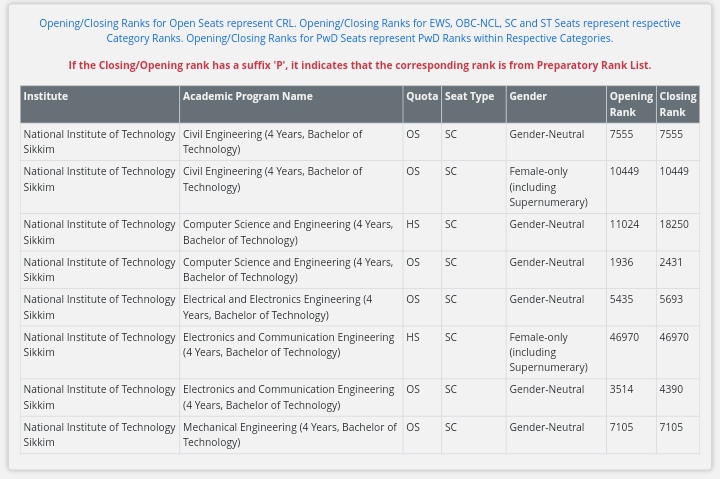 Opening/Closing Ranks for Open Seats represent CRL. Opening/Closing Ranks for EWS, OBC-NCL, SC and ST Seats represent respective
Category Ranks. Opening/Closing Ranks for PwD Seats represent PwD Ranks within Respective Categories.
If the Closing/Opening rank has a suffix 'P', it indicates that the corresponding rank is from Preparatory Rank List.
Institute Academic Program Name Quota Seat Type Gender Opening Closing
Rank Rank
National Institute of Technology Civil Engineering (4 Years, Bachelor of OS SC Gender-Neutral 7555 7555
Sikkim Technology)
National Institute of Technology Civil Engineering (4 Years, Bachelor of OS SC Female-only 10449 10449
Sikkim Technology) (including
Supernumerary)
National Institute of Technology Computer Science and Engineering (4 Years, HS SC Gender-Neutral 11024 18250
Sikkim Bachelor of Technology)
National Institute of Technology Computer Science and Engineering (4 Years, OS SC Gender-Neutral 1936 2431
Sikkim Bachelor of Technology)
National Institute of Technology Electrical and Electronics Engineering (4 OS SC Gender-Neutral 5435 5693
Sikkim Years, Bachelor of Technology)
National Institute of Technology Electronics and Communication Engineering HS SC Female-only 46970 46970
Sikkim (4 Years, Bachelor of Technology) (including
Supernumerary)
National Institute of Technology Electronics and Communication Engineering OS SC Gender-Neutral 3514 4390
Sikkim (4 Years, Bachelor of Technology)
National Institute of Technology Mechanical Engineering (4 Years, Bachelor of OS SC Gender-Neutral 7105 7105
Sikkim Technology)